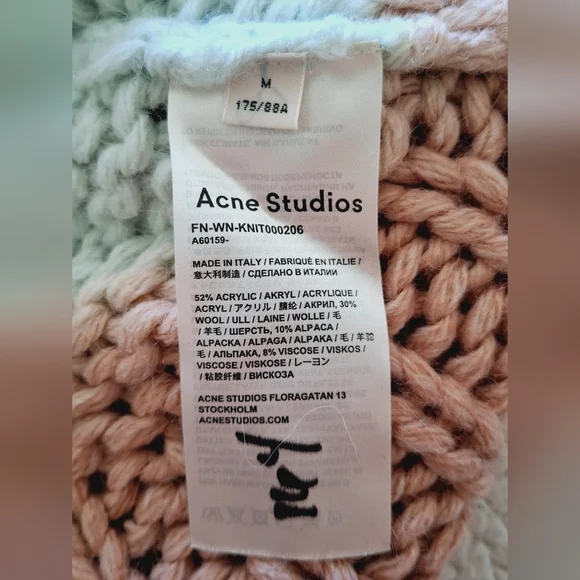 M
175/88A
Acne Studios
FN-WN-KNIT000206
A60159-
MADE IN ITALY / FABRIQUÉ EN ITALIE /
意大利制造 / СДЕЛАНО В ИТАЛИИ
52% ACRYLIC / AKRYL / ACRYLIQUE /
ACRYL / アクリル / 腈纶 / АКРИЛ, 30%
WOOL / ULL / LAINE / WOLLE / 毛
/ 羊毛 / ШЕРСТЬ, 10% ALPACA /
ALPACKA / ALPAGA / ALPAKA / 毛 / 羊驼
毛 / АЛЬПАКА, 8% VISCOSE / VISKOS /
VISCOSE / VISKOSE / レーヨン
/ 粘胶纤维 / ВИСКОЗА
ACNE STUDIOS FLORAGATAN 13
STOCKHOLM
ACNESTUDIOS.COM